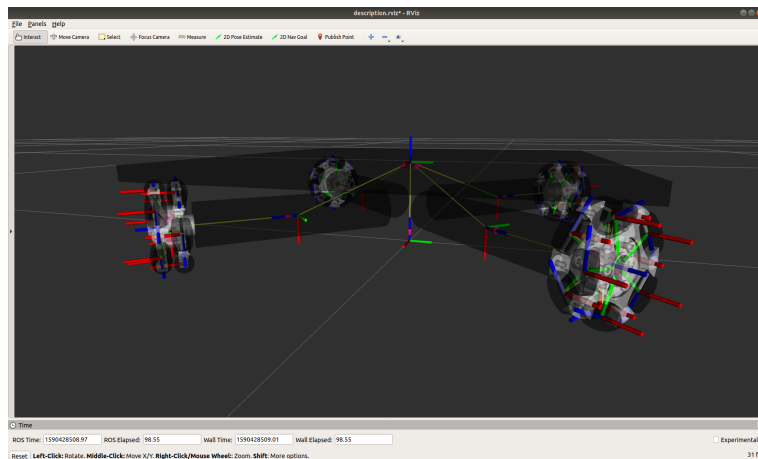 description.rviz* - RViz
File Panels Help
Interact Move Camera Select Focus Camera Measure 2D Pose Estimate 2D Nav Goal Publish Point
Time
ROS Time: 1590428508.97 ROS Elapsed: 98.55 Wall Time: 1590428509.01 Wall Elapsed: 98.55 Experimental
Reset Left-Click: Rotate. Middle-Click: Move X/Y. Right-Click/Mouse Wheel:: Zoom. Shift: More options. 31 f